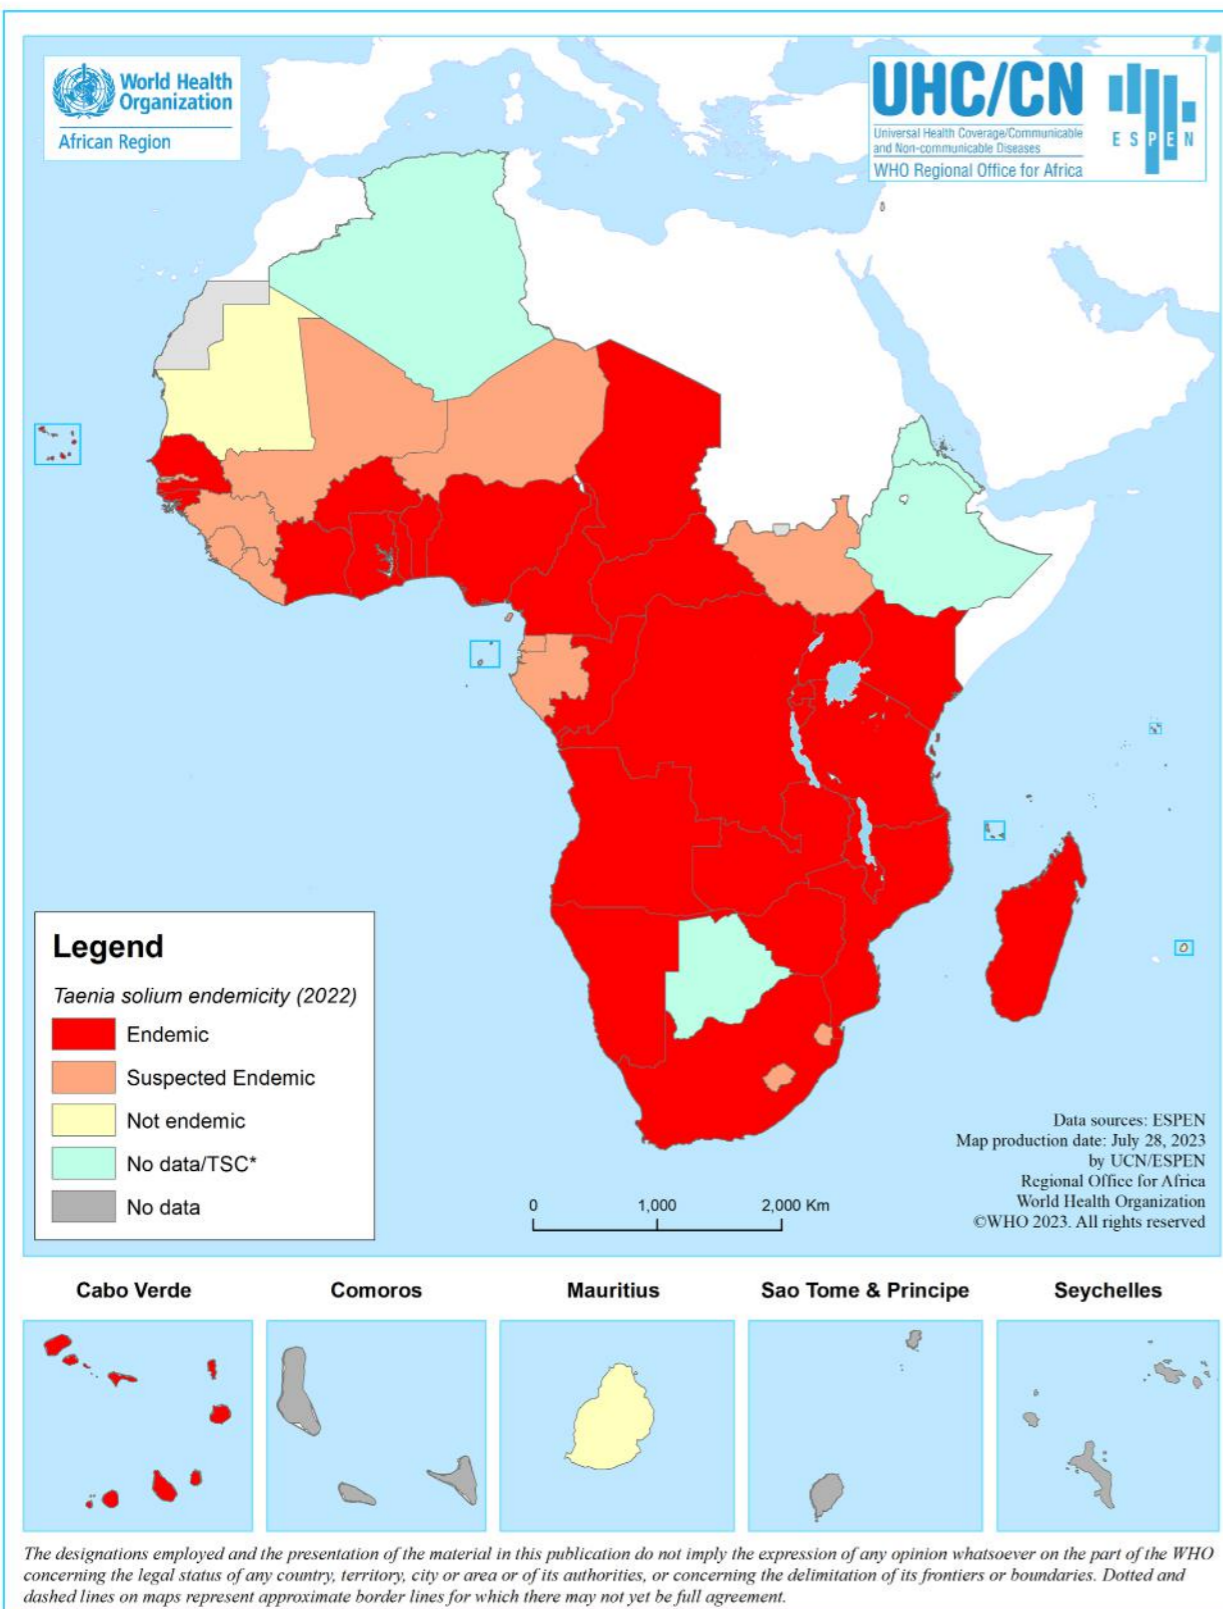 World Health
Organization
African Region
UHC/CN
Universal Health Coverage/Communicable
and Non-communicable Diseases
WHO Regional Office for Africa
ESPEN
Legend
Taenia solium endemicity (2022)
Endemic
Suspected Endemic
Not endemic
No data/TSC*
No data
0 1,000 2,000 Km
Data sources: ESPEN
Map production date: July 28, 2023
by UCN/ESPEN
Regional Office for Africa
World Health Organization
©WHO 2023. All rights reserved
Cabo Verde
Comoros
Mauritius
Sao Tome & Principe
Seychelles
The designations employed and the presentation of the material in this publication do not imply the expression of any opinion whatsoever on the part of the WHO
concerning the legal status of any country, territory, city or area or of its authorities, or concerning the delimitation of its frontiers or boundaries. Dotted and
dashed lines on maps represent approximate border lines for which there may not yet be full agreement.